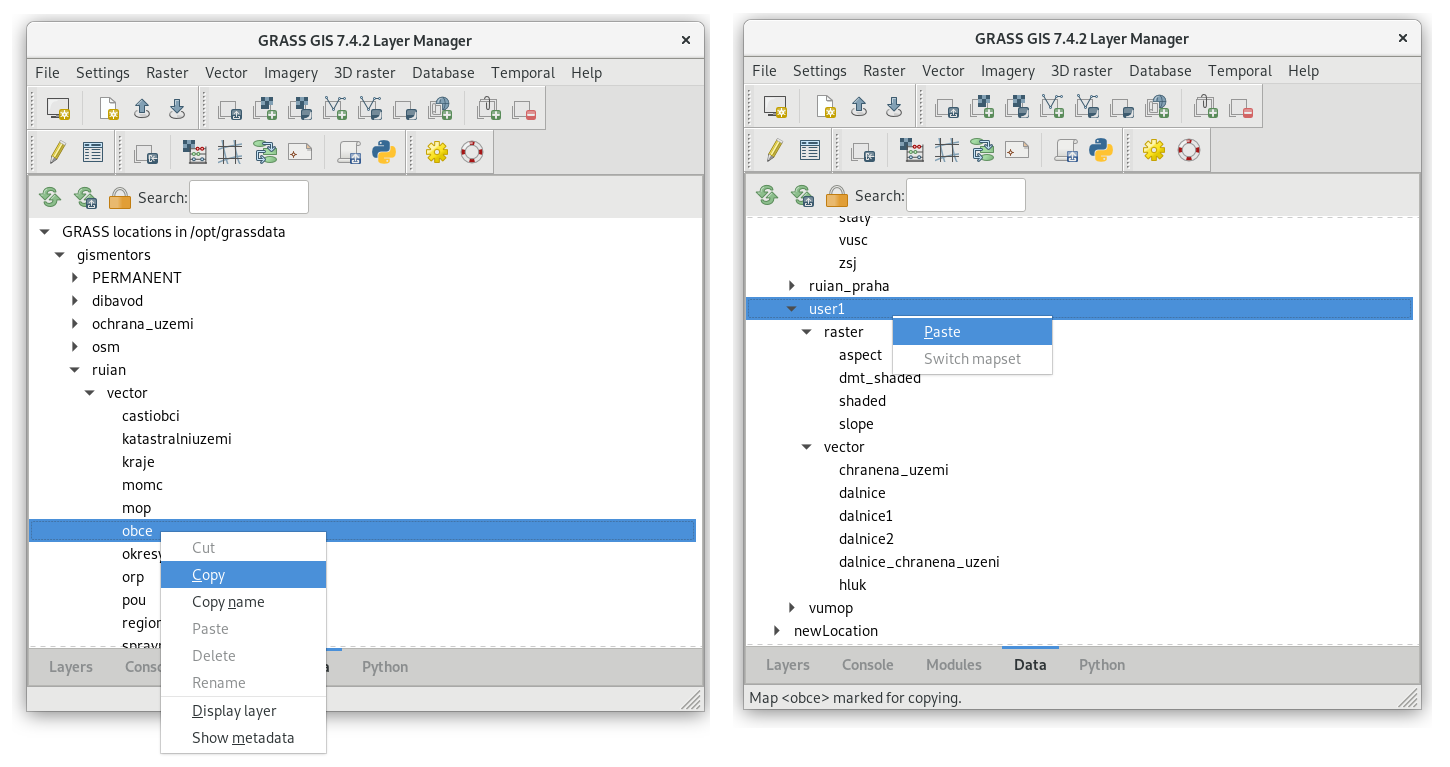 GRASS GIS 7.4.2 Layer Manager
File Settings Raster Vector Imagery 3D raster Database Temporal Help
Search:
GRASS locations in /opt/grassdata
gismentors
PERMANENT
dibavod
ochrana_uzemi
osm
ruian
vector
castiobci
katastralniuzemi
kraje
momc
mop
obce
Cut
okresy
Copy
orp
Copy name
pou
Paste
Delete
Rename
Layers Python
Display layer
Show metadata
GRASS GIS 7.4.2 Layer Manager
File Settings Raster Vector Imagery 3D raster Database Temporal Help
Search:
staty
vusc
zsj
ruian_praha
user1
raster
Paste
aspect
Switch mapset
dmt_shaded
shaded
slope
vector
chranena_uzemi
dalnice
dalnice1
dalnice2
dalnice_chranena_uzeni
hluk
vumop
newLocation
Layers Console Modules Data Python
Map <obce> marked for copying.